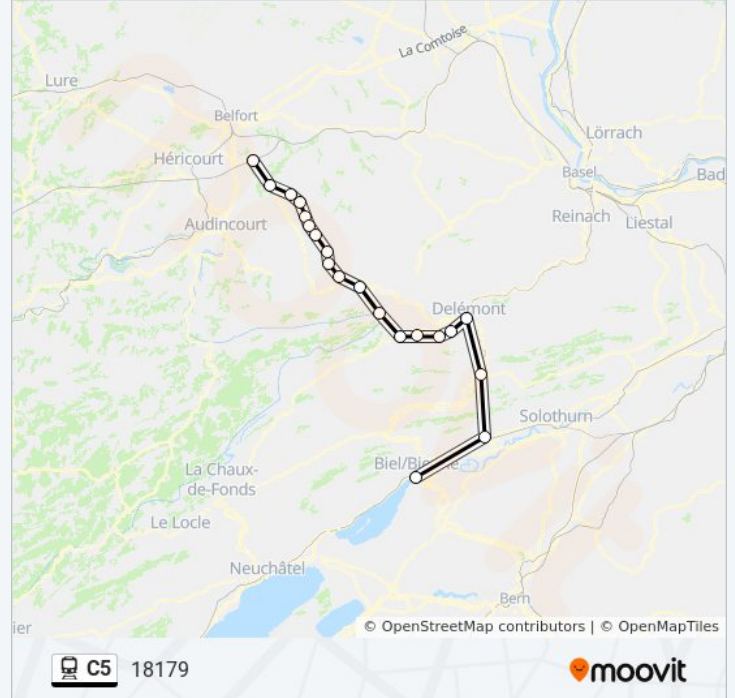 La Comtoise
Lure
Belfort
Lörrach
Héricourt
Basel
Bad
Audincourt
Reinach
Liestal
Delémont
Solothurn
Biel/Bienne
La Chaux-
de-Fonds
Le Locle
Neuchâtel
Bern
ier
© OpenStreetMap contributors | © OpenMapTiles
C5 18179 moovit